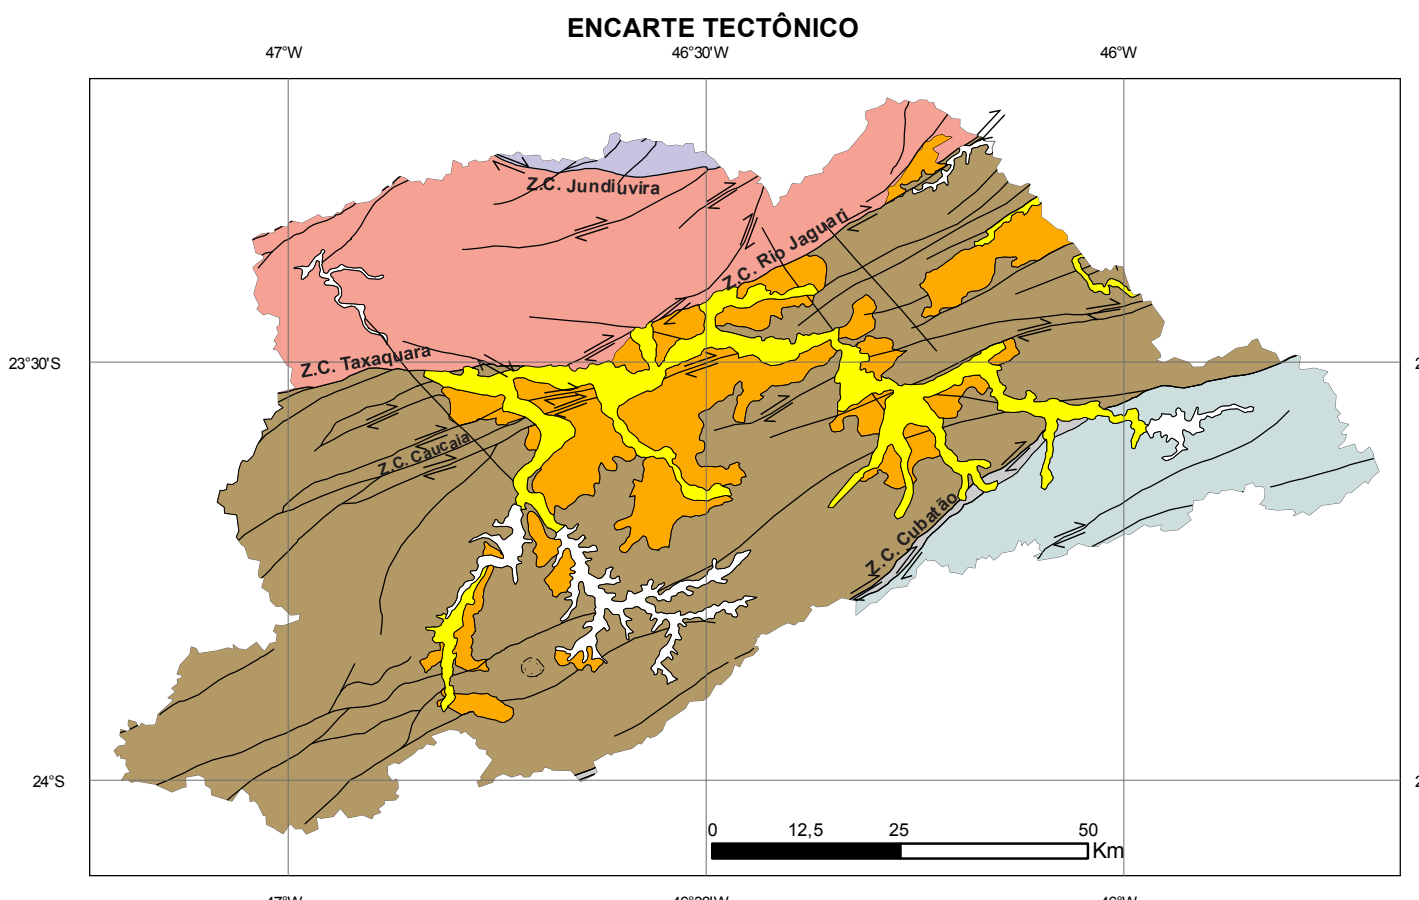 ENCARTE TECTÔNICO
47°W 46°30'W 46°W
Z.C. Jundiuvira
Z.C. Rio Jaguari
Z.C. Taxaquara
23°30'S
Z.C. Caucaia
Z.C. Cubatão
24°S
0 12,5 25 50
Km